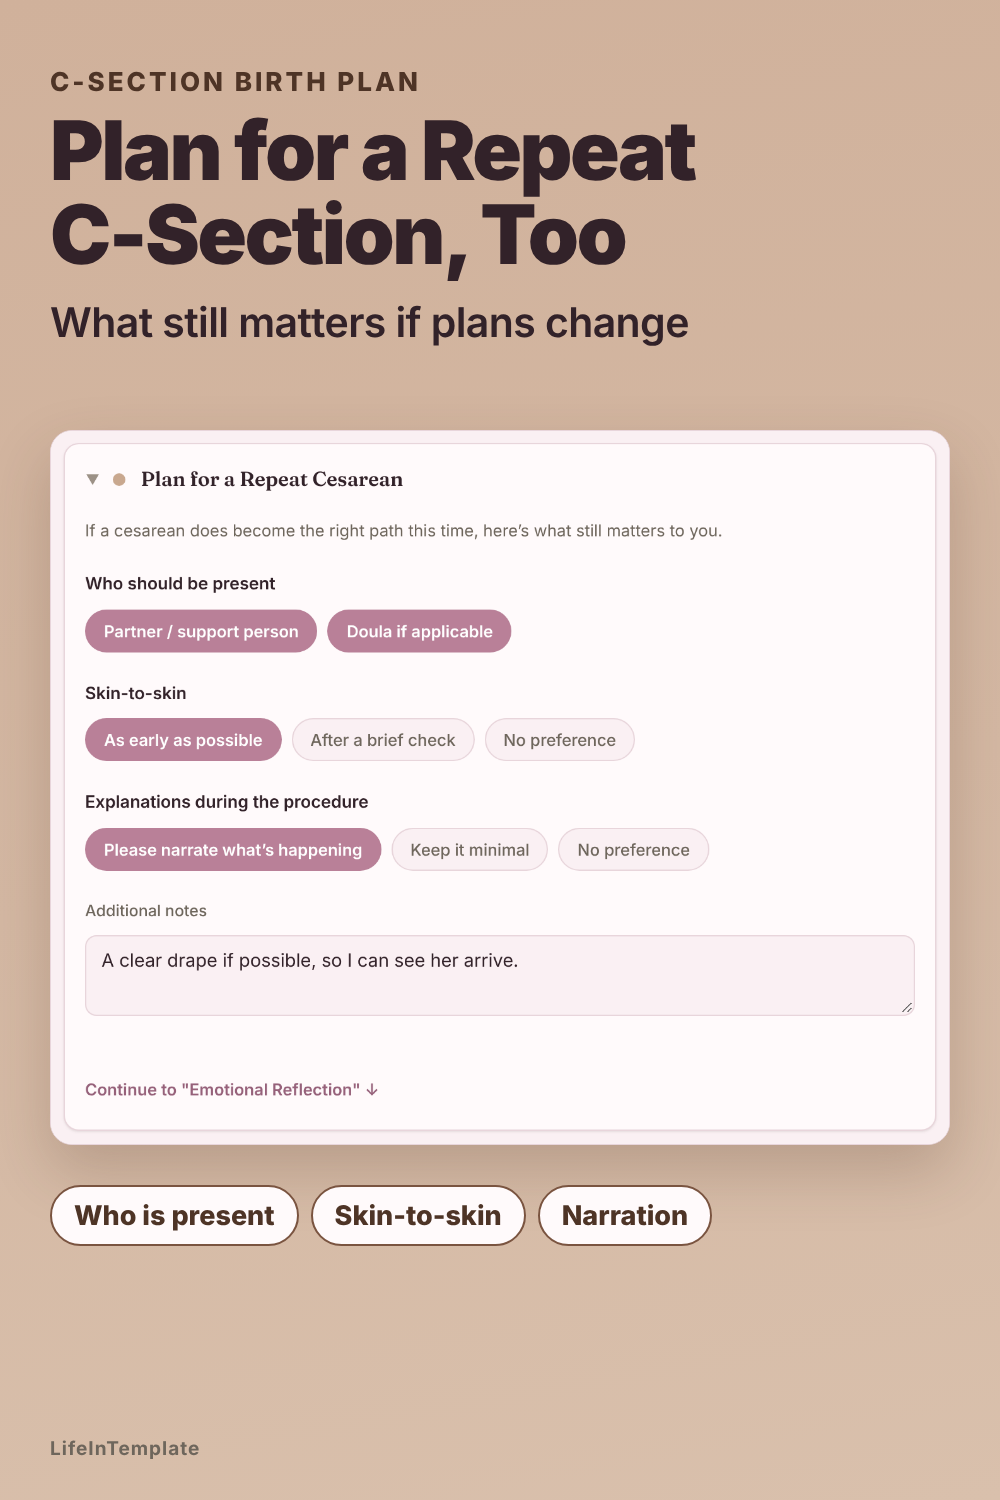 C-SECTION BIRTH PLAN
Plan for a Repeat
C-Section, Too
What still matters if plans change
Plan for a Repeat Cesarean
If a cesarean does become the right path this time, here’s what still matters to you.
Who should be present
Partner / support person Doula if applicable
Skin-to-skin
As early as possible After a brief check No preference
Explanations during the procedure
Please narrate what’s happening Keep it minimal No preference
Additional notes
A clear drape if possible, so I can see her arrive.
Continue to "Emotional Reflection" ↓
Who is present Skin-to-skin Narration
LifeInTemplate